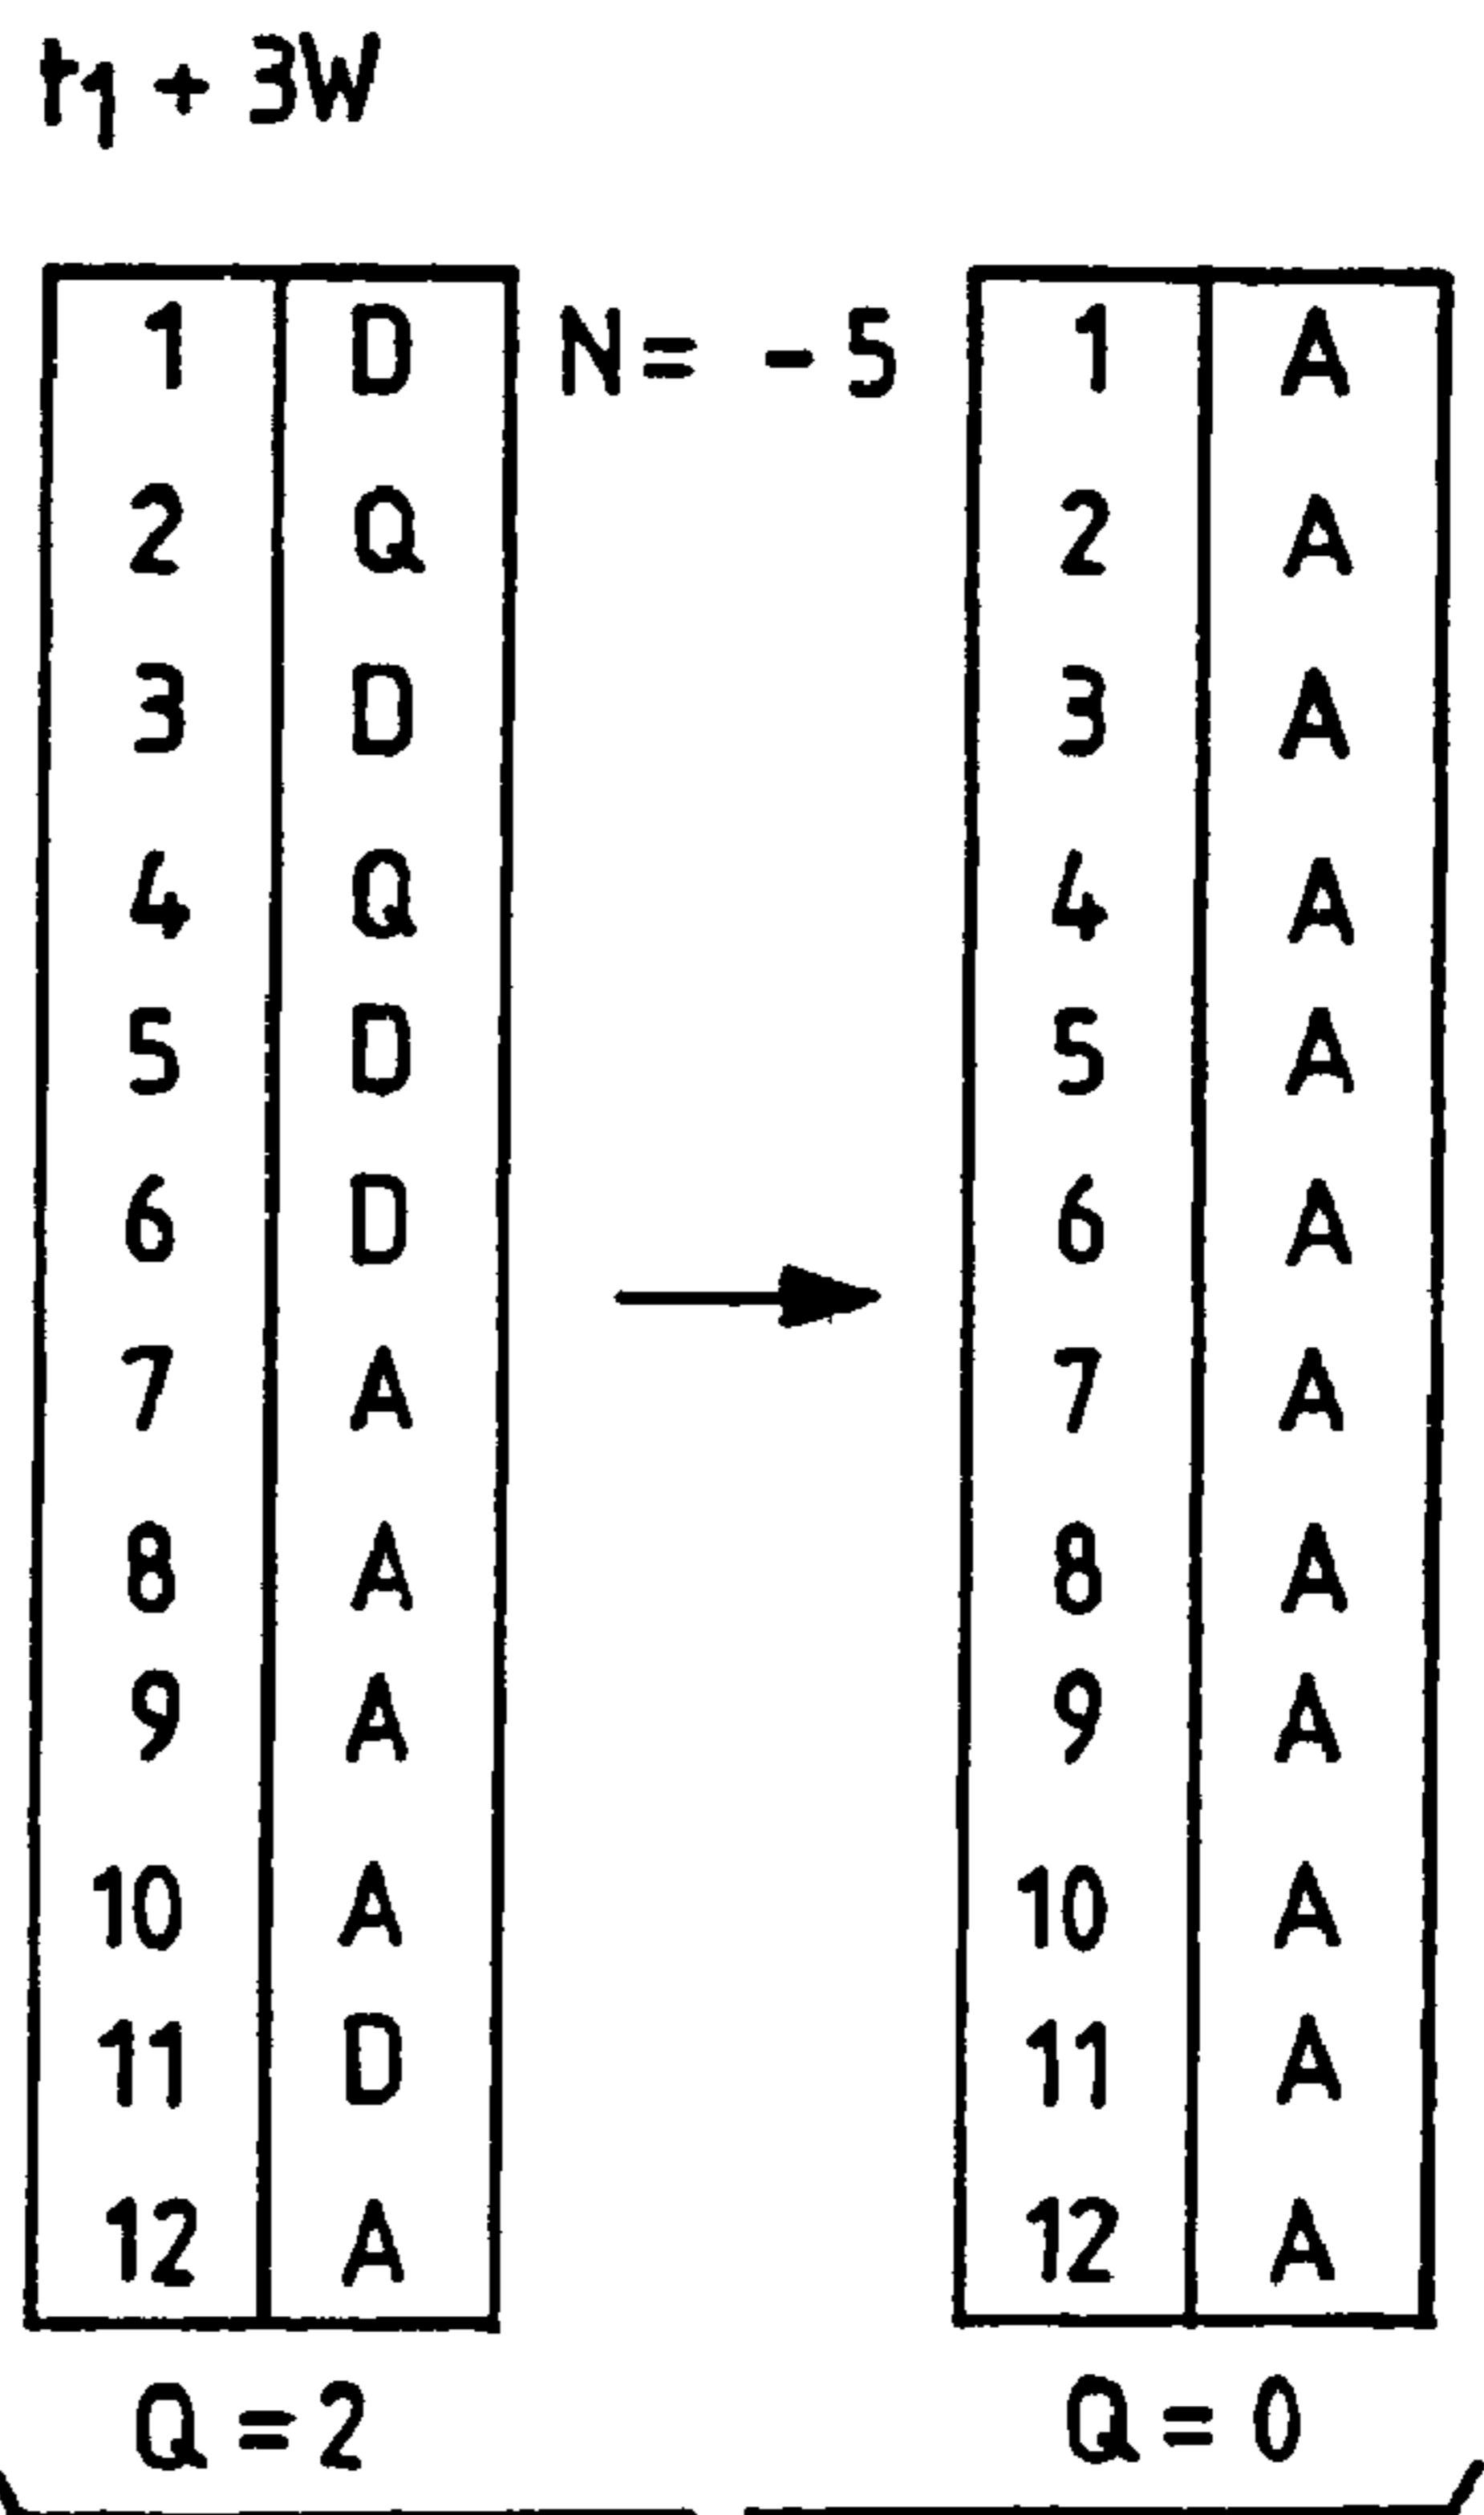 t1 + 3W
1 D N= -5 1 A
2 Q 2 A
3 D 3 A
4 Q 4 A
5 D 5 A
6 D 6 A
7 A 7 A
8 A 8 A
9 A 9 A
10 A 10 A
11 D 11 A
12 A 12 A
Q = 2 Q = 0